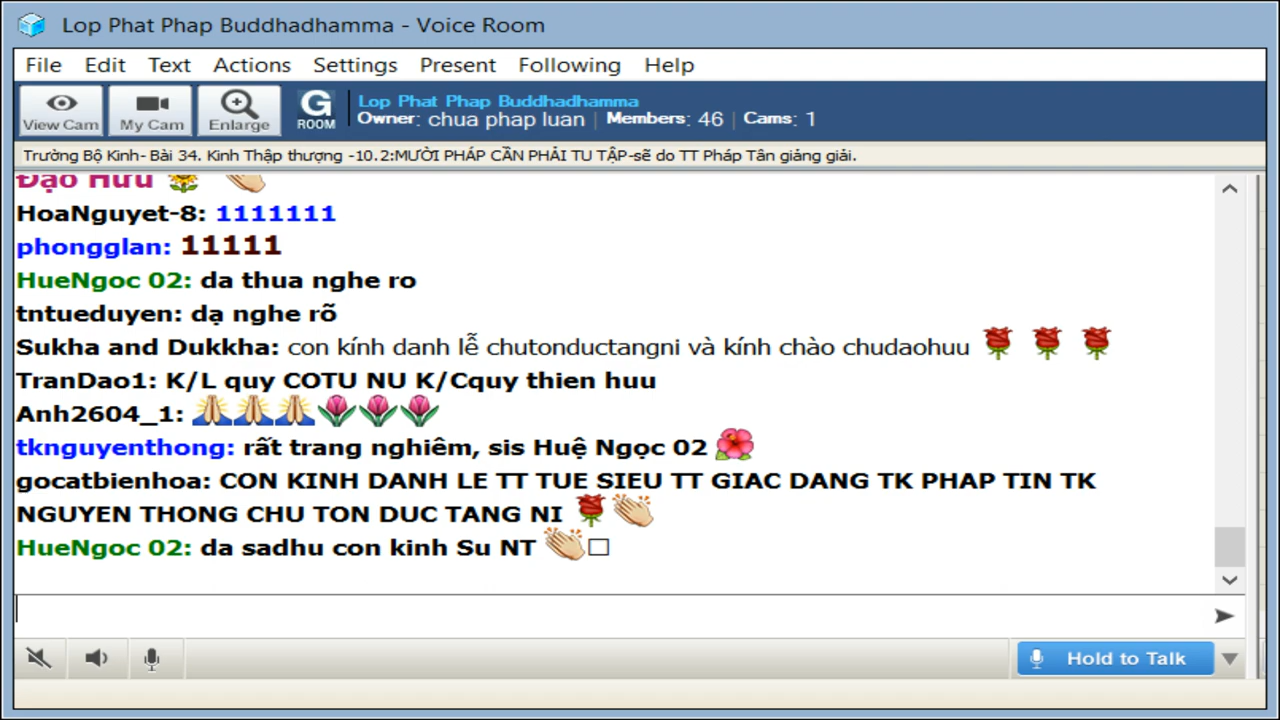 Lop Phat Phap Buddhadhamma - Voice Room
File Edit Text Actions Settings Present Following Help
View Cam My Cam Enlarge G ROOM
Lop Phat Phap Buddhadhamma
Owner: chua phap luan | Members: 46 | Cams: 1
Trường Bộ Kinh- Bài 34. Kinh Thập thượng -10.2:MƯỜI PHÁP CẦN PHẢI TU TẬP-sẽ do TT Pháp Tân giảng giải.
Đạo Hữu
HoaNguyet-8: 1111111
phongglan: 11111
HueNgoc 02: da thua nghe ro
tntueduyen: dạ nghe rõ
Sukha and Dukkha: con kính danh lễ chutonductangni và kính chào chudaohuu
TranDao1: K/L quy COTU NU K/Cquy thien huu
Anh2604_1: 🙏🙏🙏🌷🌷🌷
tknguyenthong: rất trang nghiêm, sis Huệ Ngọc 02 🌺
gocatbienhoa: CON KINH DANH LE TT TUE SIEU TT GIAC DANG TK PHAP TIN TK
NGUYEN THONG CHU TON DUC TANG NI 🌹👏
HueNgoc 02: da sadhu con kinh Su NT 👏□
Hold to Talk